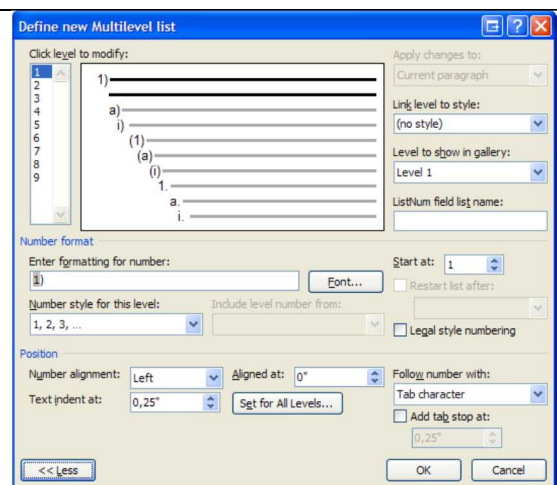 Define new Multilevel list
Click level to modify:
Apply changes to:
1
2
3
4
5
6
7
8
9
1)
a)
i)
(1)
(a)
(i)
1.
a.
i.
Current paragraph
Link level to style:
(no style)
Level to show in gallery:
Level 1
ListNum field list name:
Number format
Enter formatting for number:
1)
Font...
Start at: 1
Restart list after:
Number style for this level:
Include level number from:
1, 2, 3, ...
Legal style numbering
Position
Number alignment: Left
Aligned at: 0"
Follow number with:
Tab character
Text indent at: 0,25"
Set for All Levels...
Add tab stop at:
0,25"
<< Less
OK
Cancel